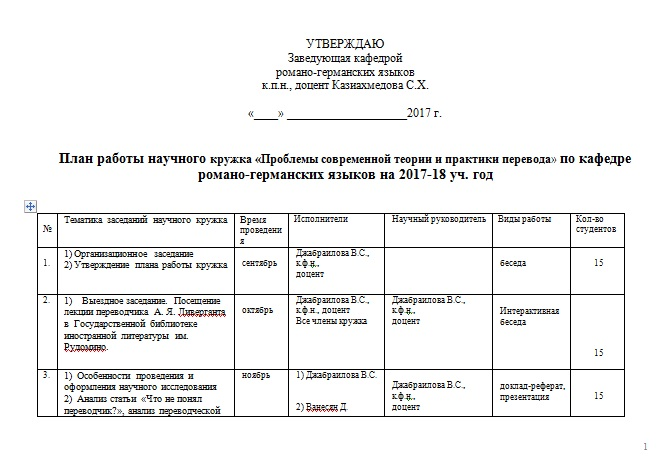 УТВЕРЖДАЮ
Заведующая кафедрой
романо-германских языков
к.п.н., доцент Казиахмедова С.Х.
«____» ____________________2017 г.
План работы научного кружка «Проблемы современной теории и практики перевода» по кафедре
романо-германских языков на 2017-18 уч. год
№
Тематика заседаний научного кружка
Время
проведени
я
Исполнители
Научный руководитель
Виды работы
Кол-во
студентов
1.
1) Организационное заседание
2) Утверждение плана работы кружка
сентябрь
Джабраилова В.С.,
к.ф.н.,
доцент
беседа
15
2.
1) Выездное заседание. Посещение
лекции переводчика А. Я. Ливерганта
в Государственной библиотеке
иностранной литературы им.
Рудомино.
октябрь
Джабраилова В.С.,
к.ф.н., доцент
Все члены кружка
Джабраилова В.С.,
к.ф.н.,
доцент
Интерактивная
беседа
15
3.
1) Особенности проведения и
оформления научного исследования
2) Анализ статьи «Что не понял
переводчик?», анализ переводческой
ноябрь
1) Джабраилова В.С.
2) Ванесян Д.
Джабраилова В.С.,
к.ф.н.,
доцент
доклад-реферат,
презентация
15
1